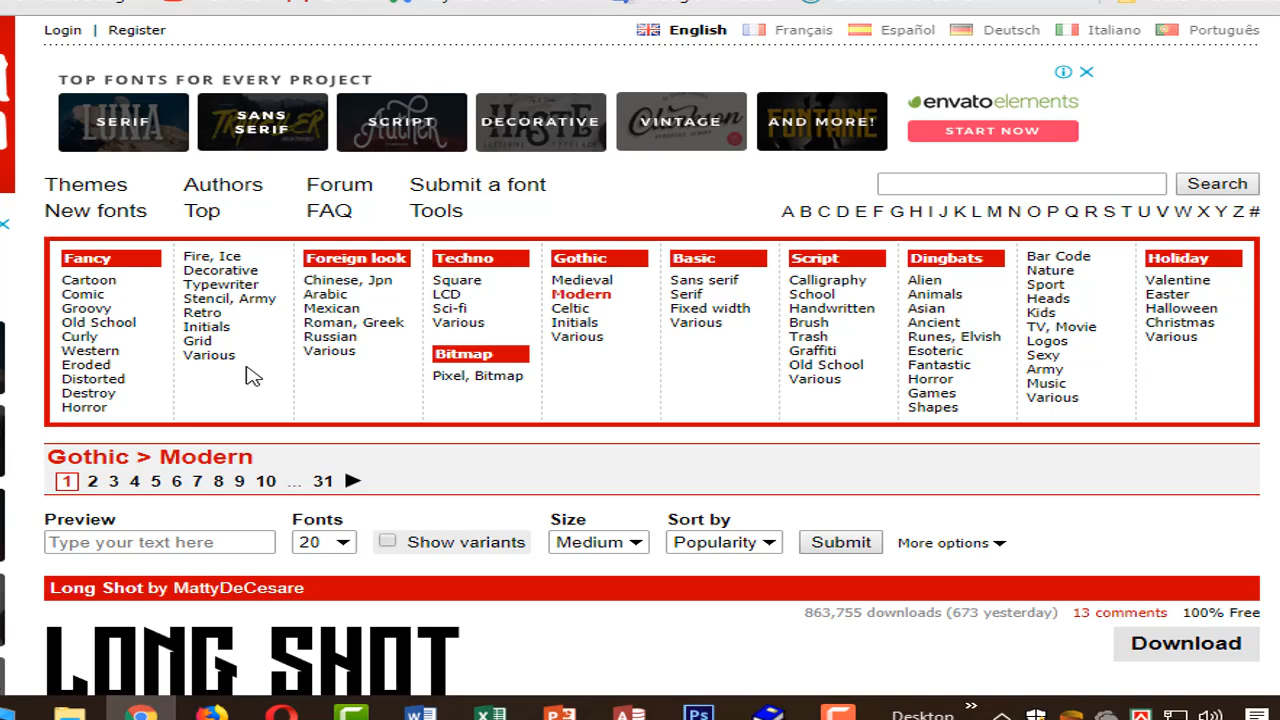 Login | Register
English Français Español Deutsch Italiano Português
TOP FONTS FOR EVERY PROJECT
SERIF SANS SERIF SCRIPT DECORATIVE VINTAGE AND MORE!
envatoelements
START NOW
Themes Authors Forum Submit a font
Search
New fonts Top FAQ Tools
A B C D E F G H I J K L M N O P Q R S T U V W X Y Z #
Fancy
Cartoon
Comic
Groovy
Old School
Curly
Western
Eroded
Distorted
Destroy
Horror
Fire, Ice
Decorative
Typewriter
Stencil, Army
Retro
Initials
Grid
Various
Foreign look
Chinese, Jpn
Arabic
Mexican
Roman, Greek
Russian
Various
Techno
Square
LCD
Sci-fi
Various
Bitmap
Pixel, Bitmap
Gothic
Medieval
Modern
Celtic
Initials
Various
Basic
Sans serif
Serif
Fixed width
Various
Script
Calligraphy
School
Handwritten
Brush
Trash
Graffiti
Old School
Various
Dingbats
Alien
Animals
Asian
Ancient
Runes, Elvish
Esoteric
Fantastic
Horror
Games
Shapes
Bar Code
Nature
Sport
Heads
Kids
TV, Movie
Logos
Sexy
Army
Music
Various
Holiday
Valentine
Easter
Halloween
Christmas
Various
Gothic > Modern
1 2 3 4 5 6 7 8 9 10 ... 31
Preview Fonts Size Sort by
Type your text here 20 Show variants Medium Popularity Submit More options
Long Shot by MattyDeCesare
863,755 downloads (673 yesterday) 13 comments 100% Free
Download
LONG SHOT
Desktop